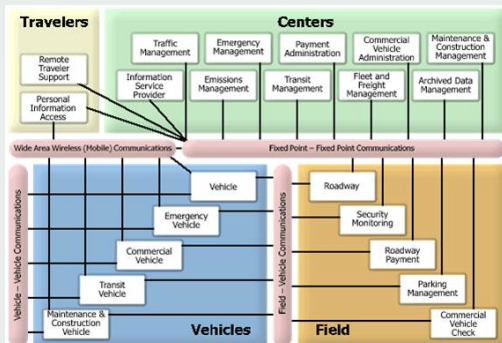 Travelers
Centers
Remote
Traveler
Support
Personal
Information
Access
Traffic
Management
Emergency
Management
Payment
Administration
Commercial
Vehicle
Administration
Maintenance &
Construction
Management
Information
Service
Provider
Emissions
Management
Transit
Management
Fleet and
Freight
Management
Archived Data
Management
Wide Area Wireless (Mobile) Communications
Fixed Point – Fixed Point Communications
Vehicle – Vehicle Communications
Vehicle
Emergency
Vehicle
Commercial
Vehicle
Transit
Vehicle
Maintenance &
Construction
Vehicle
Vehicles
Field – Vehicle Communications
Roadway
Security
Monitoring
Roadway
Payment
Parking
Management
Commercial
Vehicle
Check
Field